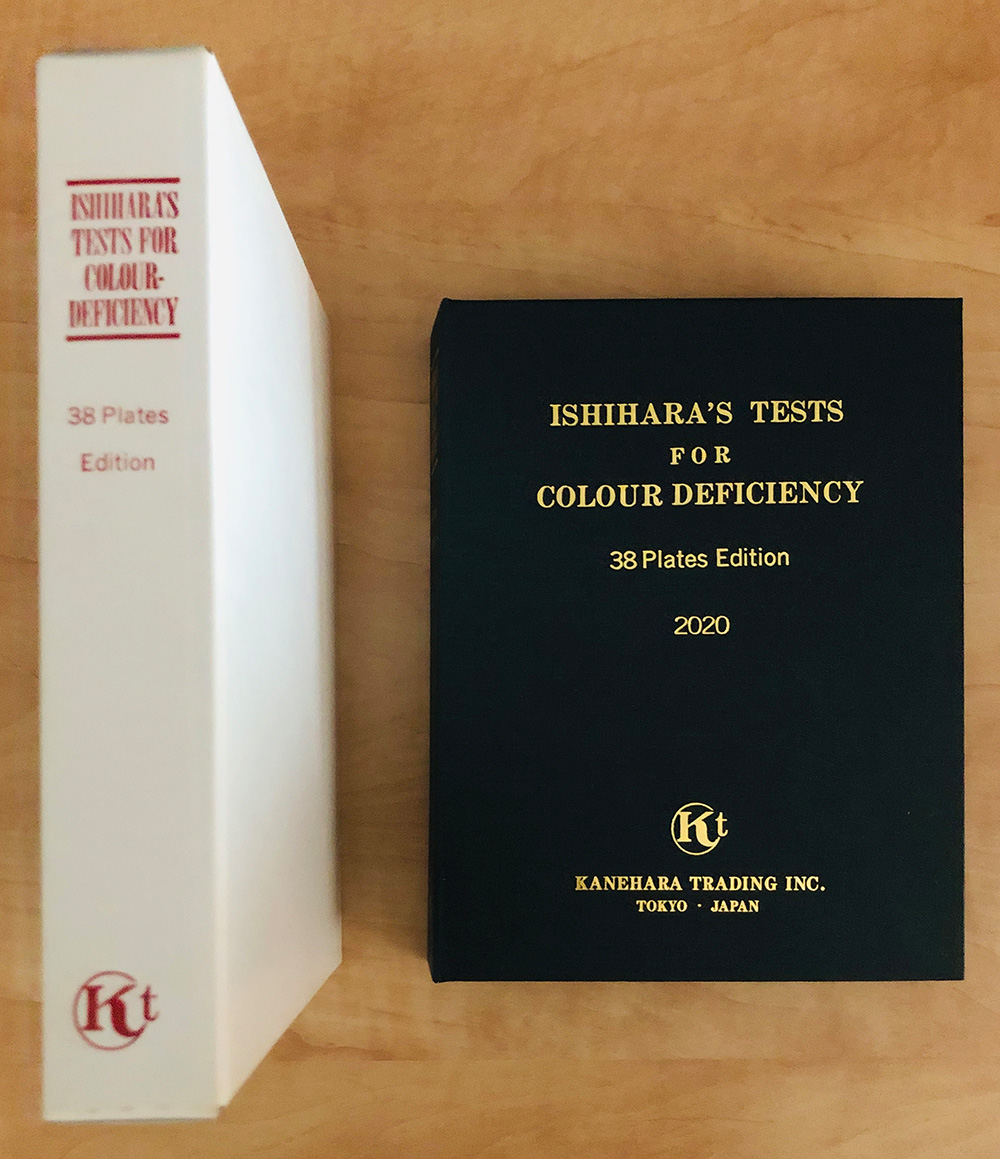 ISHIHARA'S
TESTS FOR
COLOUR-
DEFICIENCY
38 Plates
Edition
Kt
ISHIHARA'S TESTS
FOR
COLOUR DEFICIENCY
38 Plates Edition
2020
Kt
KANEHARA TRADING INC.
TOKYO · JAPAN